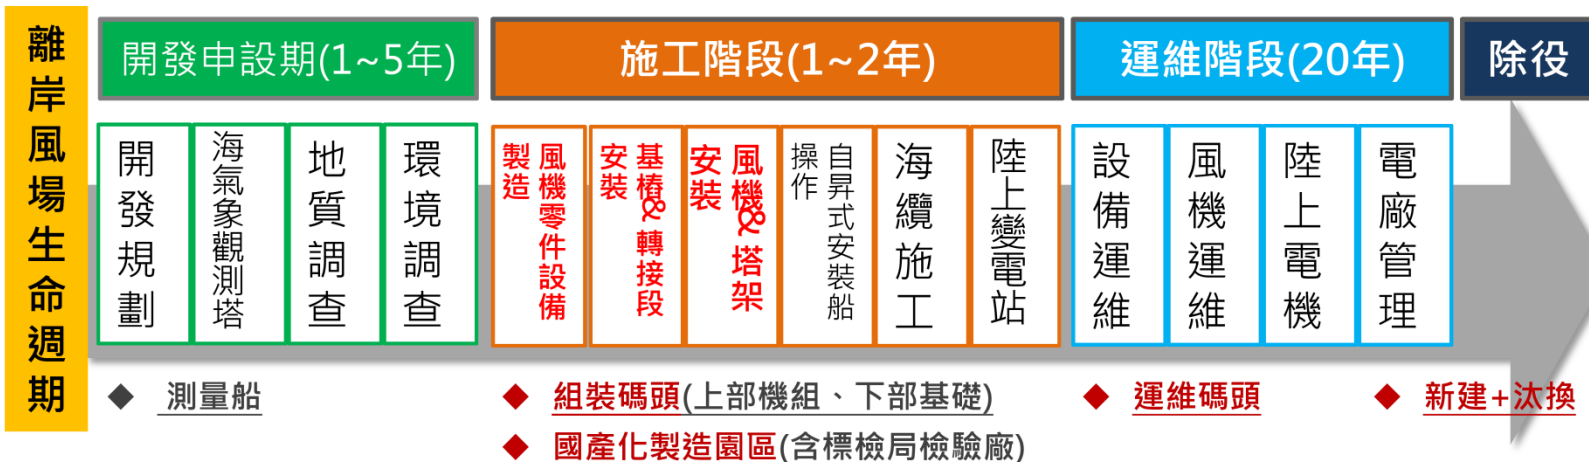 離岸風場生命週期
開發申設期(1~5年)
施工階段(1~2年)
運維階段(20年)
除役
開發規劃
海氣象觀測塔
地質調查
環境調查
風機零件設備
製造
基樁&轉接段
安裝
風機&塔架
安裝
自昇式安裝船
操作
海纜施工
陸上變電站
設備運維
風機運維
陸上電機
電廠管理
◆ 測量船
◆ 組裝碼頭(上部機組、下部基礎)
◆ 國產化製造園區(含標檢局檢驗廠)
◆ 運維碼頭
◆ 新建+汰換